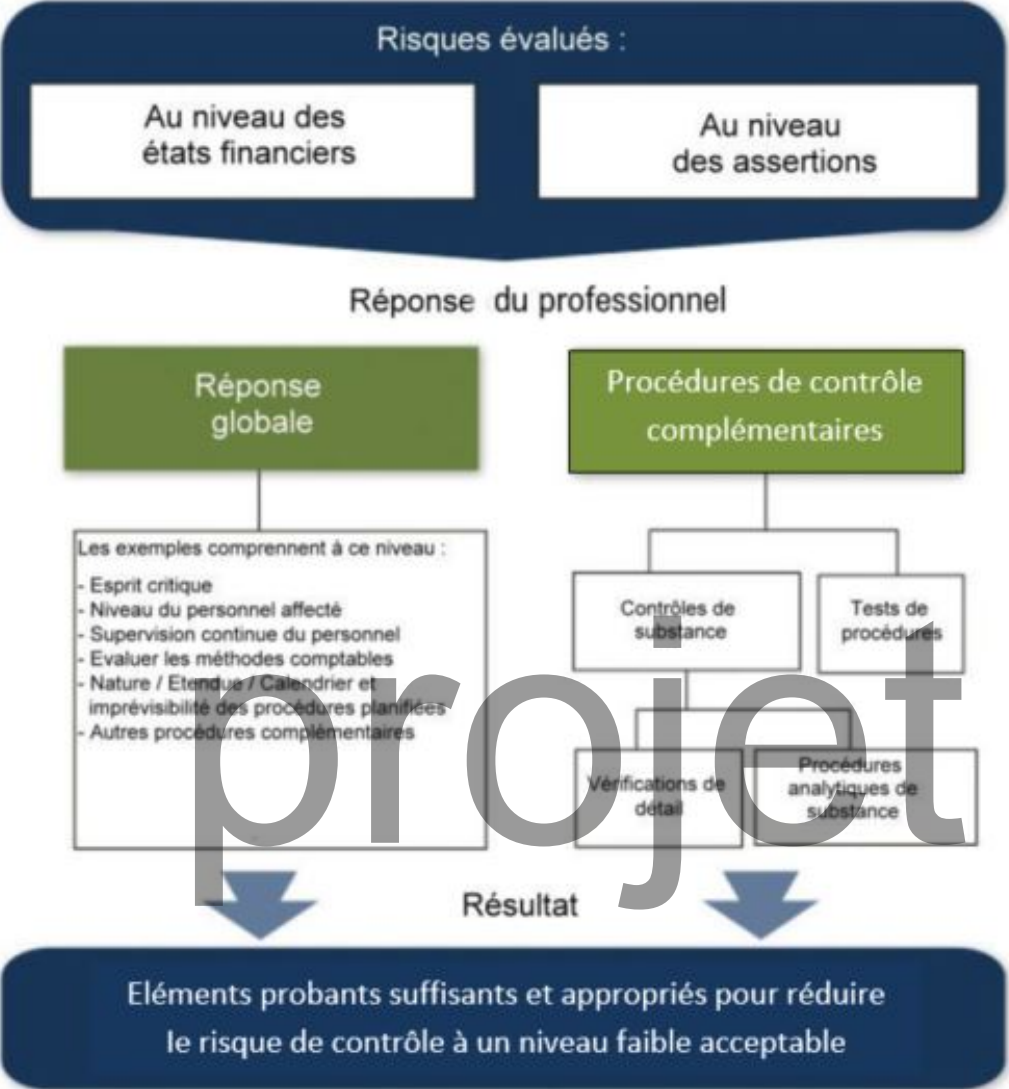 Risques évalués :
Au niveau des
états financiers
Au niveau
des assertions
Réponse du professionnel
Réponse
globale
Procédures de contrôle
complémentaires
Les exemples comprennent à ce niveau :
- Esprit critique
- Niveau du personnel affecté
- Supervision continue du personnel
- Evaluer les méthodes comptables
- Nature / Etendue / Calendrier et
imprévisibilité des procédures planifiées
- Autres procédures complémentaires
Contrôles de
substance
Tests de
procédures
Vérifications de
détail
Procédures
analytiques de
substance
projet
Résultat
Eléments probants suffisants et appropriés pour réduire
le risque de contrôle à un niveau faible acceptable